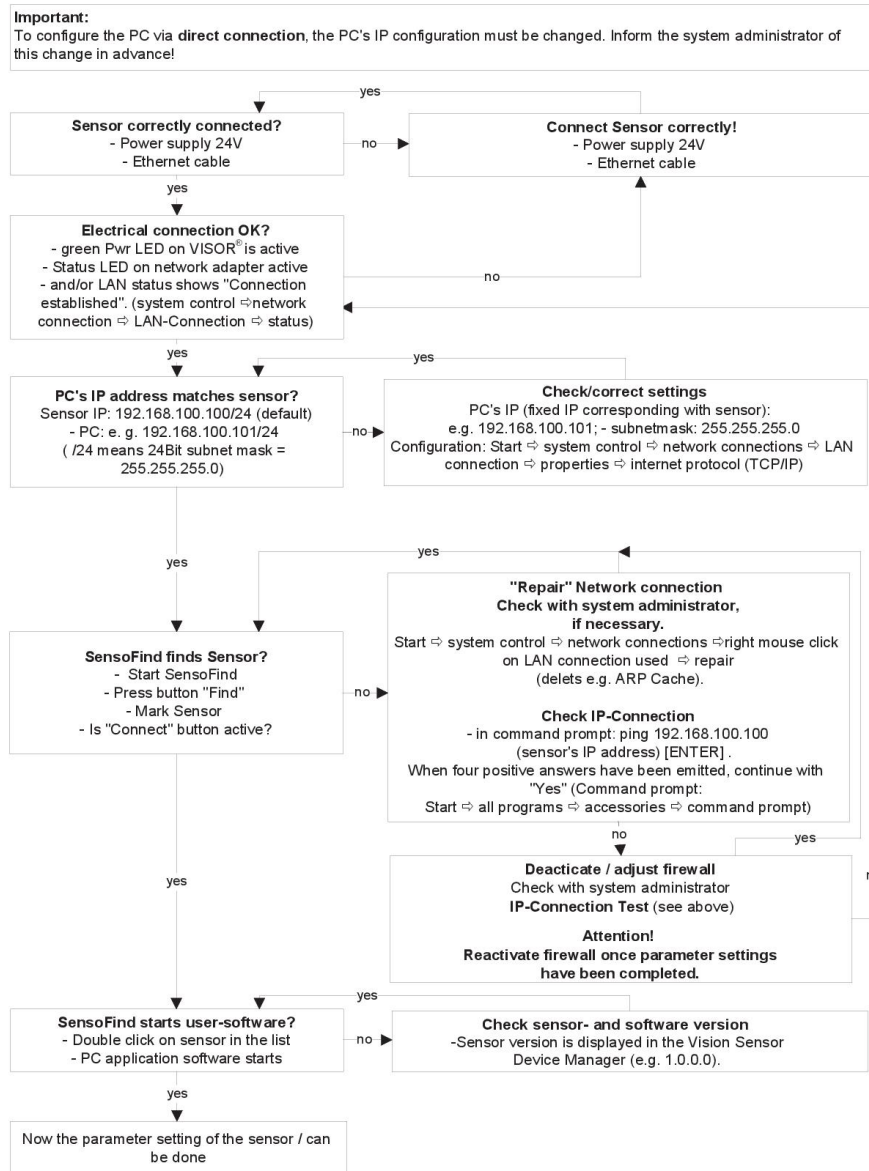 Important:
To configure the PC via direct connection, the PC's IP configuration must be changed. Inform the system administrator of
this change in advance!
yes
Sensor correctly connected?
- Power supply 24V
- Ethernet cable
no
Connect Sensor correctly!
- Power supply 24V
- Ethernet cable
yes
Electrical connection OK?
- green Pwr LED on VISOR® is active
- Status LED on network adapter active
- and/or LAN status shows "Connection
established". (system control ⇨network
connection ⇨ LAN-Connection ⇨ status)
no
yes
yes
PC's IP address matches sensor?
Sensor IP: 192.168.100.100/24 (default)
- PC: e. g. 192.168.100.101/24
( /24 means 24Bit subnet mask =
255.255.255.0)
no
Check/correct settings
PC's IP (fixed IP corresponding with sensor):
e.g. 192.168.100.101; - subnetmask: 255.255.255.0
Configuration: Start ⇨ system control ⇨ network connections ⇨ LAN
connection ⇨ properties ⇨ internet protocol (TCP/IP)
yes
yes
SensoFind finds Sensor?
- Start SensoFind
- Press button "Find"
- Mark Sensor
- Is "Connect" button active?
no
"Repair" Network connection
Check with system administrator,
if necessary.
Start ⇨ system control ⇨ network connections ⇨right mouse click
on LAN connection used ⇨ repair
(delets e.g. ARP Cache).
Check IP-Connection
- in command prompt: ping 192.168.100.100
(sensor's IP address) [ENTER] .
When four positive answers have been emitted, continue with
"Yes" (Command prompt:
Start ⇨ all programs ⇨ accessories ⇨ command prompt)
no
yes
Deacticate / adjust firewall
Check with system administrator
IP-Connection Test (see above)
Attention!
Reactivate firewall once parameter settings
have been completed.
yes
yes
SensoFind starts user-software?
- Double click on sensor in the list
- PC application software starts
no
Check sensor- and software version
-Sensor version is displayed in the Vision Sensor
Device Manager (e.g. 1.0.0.0).
yes
Now the parameter setting of the sensor / can
be done